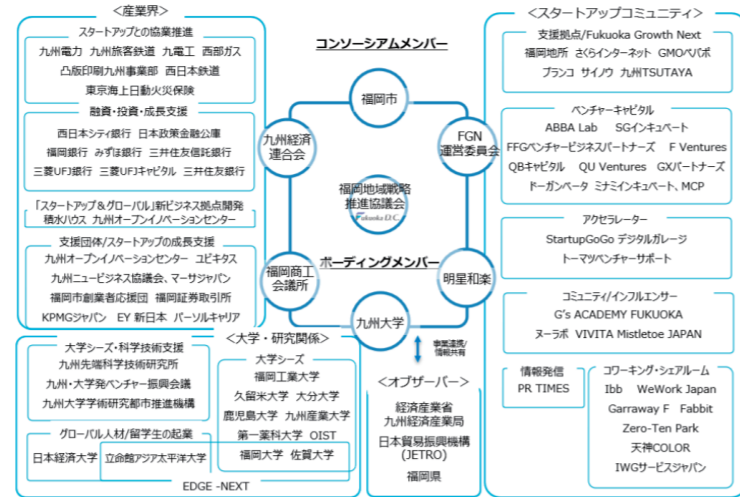 <産業界>
スタートアップとの協業推進
九州電力 九州旅客鉄道 九電工 西部ガス
凸版印刷九州事業部 西日本鉄道
東京海上日動火災保険
融資・投資・成長支援
西日本シティ銀行 日本政策金融公庫
福岡銀行 みずほ銀行 三井住友信託銀行
三菱UFJ銀行 三菱UFJキャピタル 三井住友銀行
「スタートアップ&グローバル」新ビジネス拠点開発
積水ハウス 九州オープンイノベーションセンター
支援団体/スタートアップの成長支援
九州オープンイノベーションセンター ユビキタス
九州ニュービジネス協議会、マーサジャパン
福岡市創業者応援団 福岡証券取引所
KPMGジャパン EY 新日本 パーソルキャリア
コンソーシアムメンバー
福岡市
九州経済
連合会
FGN
運営委員会
福岡地域戦略
推進協議会
Fukuoka D.C.
ボーディングメンバー
福岡商工
会議所
明星和楽
九州大学
事業連携/
情報共有
<スタートアップコミュニティ>
支援拠点/Fukuoka Growth Next
福岡地所 さくらインターネット GMOペパボ
ブランコ サイノウ 九州TSUTAYA
ベンチャーキャピタル
ABBA Lab SGインキュベート
FFGベンチャービジネスパートナーズ F Ventures
QBキャピタル QU Ventures GXパートナーズ
ドーガンベータ ミナミインキュベート、MCP
アクセラレーター
StartupGoGo デジタルガレージ
トーマツベンチャーサポート
コミュニティ/インフルエンサー
G's ACADEMY FUKUOKA
ヌーラボ VIVITA Mistletoe JAPAN
情報発信
PR TIMES
コワーキング・シェアルーム
Ibb WeWork Japan
Garraway F Fabbit
Zero-Ten Park
天神COLOR
IWGサービスジャパン
<大学・研究関係>
大学シーズ・科学技術支援
九州先端科学技術研究所
九州・大学発ベンチャー振興会議
九州大学学術研究都市推進機構
グローバル人材/留学生の起業
日本経済大学 立命館アジア太平洋大学
大学シーズ
福岡工業大学
久留米大学 大分大学
鹿児島大学 九州産業大学
第一薬科大学 OIST
福岡大学 佐賀大学
EDGE -NEXT
<オブザーバー>
経済産業省
九州経済産業局
日本貿易振興機構
(JETRO)
福岡県